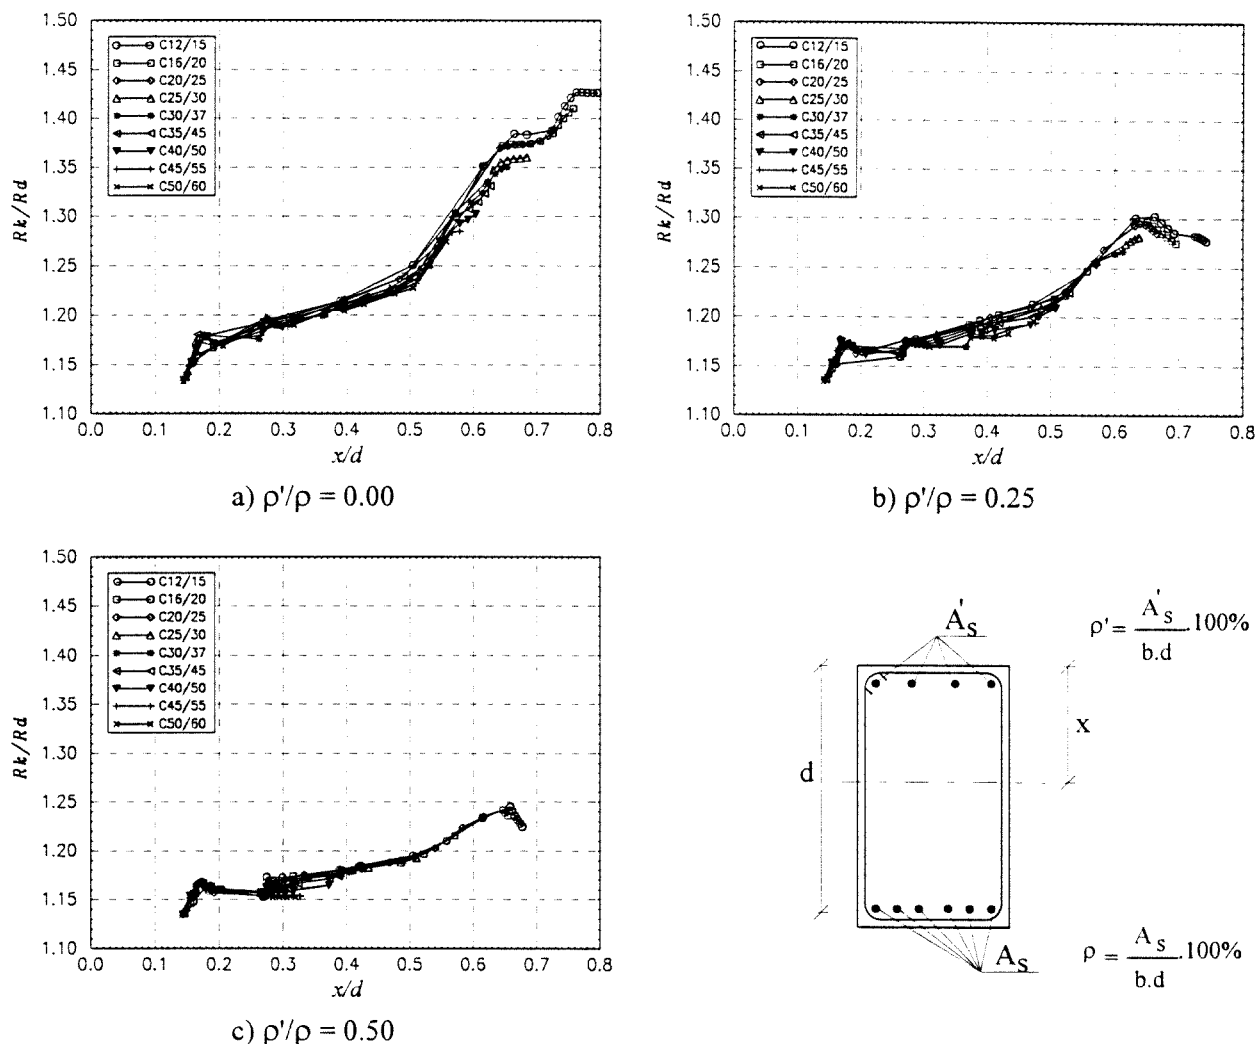 1.50
1.45
1.40
1.35
1.30
1.25
1.20
1.15
1.10
Rk/Rd
C12/15
C16/20
C20/25
C25/30
C30/37
C35/45
C40/50
C45/55
C50/60
0.0 0.1 0.2 0.3 0.4 0.5 0.6 0.7 0.8
x/d
a) ρ'/ρ = 0.00
1.50
1.45
1.40
1.35
1.30
1.25
1.20
1.15
1.10
Rk/Rd
C12/15
C16/20
C20/25
C25/30
C30/37
C35/45
C40/50
C45/55
C50/60
0.0 0.1 0.2 0.3 0.4 0.5 0.6 0.7 0.8
x/d
b) ρ'/ρ = 0.25
1.50
1.45
1.40
1.35
1.30
1.25
1.20
1.15
1.10
Rk/Rd
C12/15
C16/20
C20/25
C25/30
C30/37
C35/45
C40/50
C45/55
C50/60
0.0 0.1 0.2 0.3 0.4 0.5 0.6 0.7 0.8
x/d
c) ρ'/ρ = 0.50
A's
ρ' = A's / b.d .100%
d
x
As
ρ = As / b.d .100%